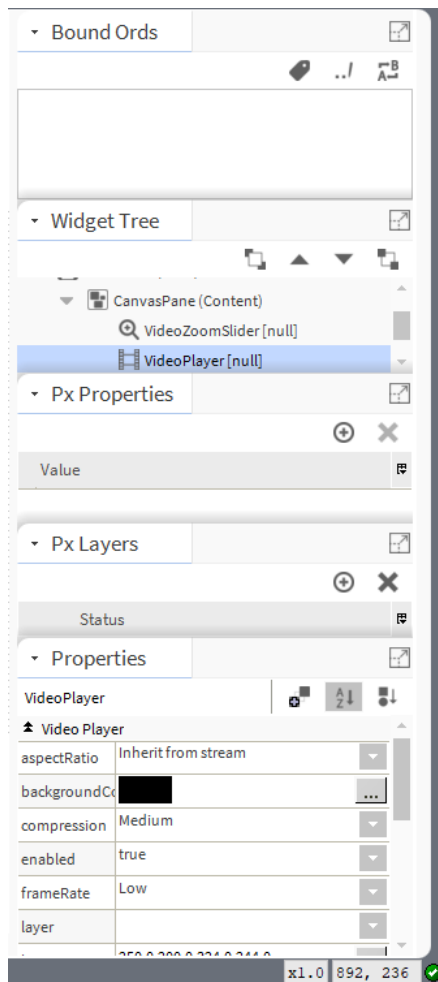 Bound Ords
../
Widget Tree
CanvasPane (Content)
VideoZoomSlider [null]
VideoPlayer [null]
Px Properties
Value
Px Layers
Status
Properties
VideoPlayer
Video Player
aspectRatio Inherit from stream
backgroundCo ...
compression Medium
enabled true
frameRate Low
layer
x1.0 892, 236